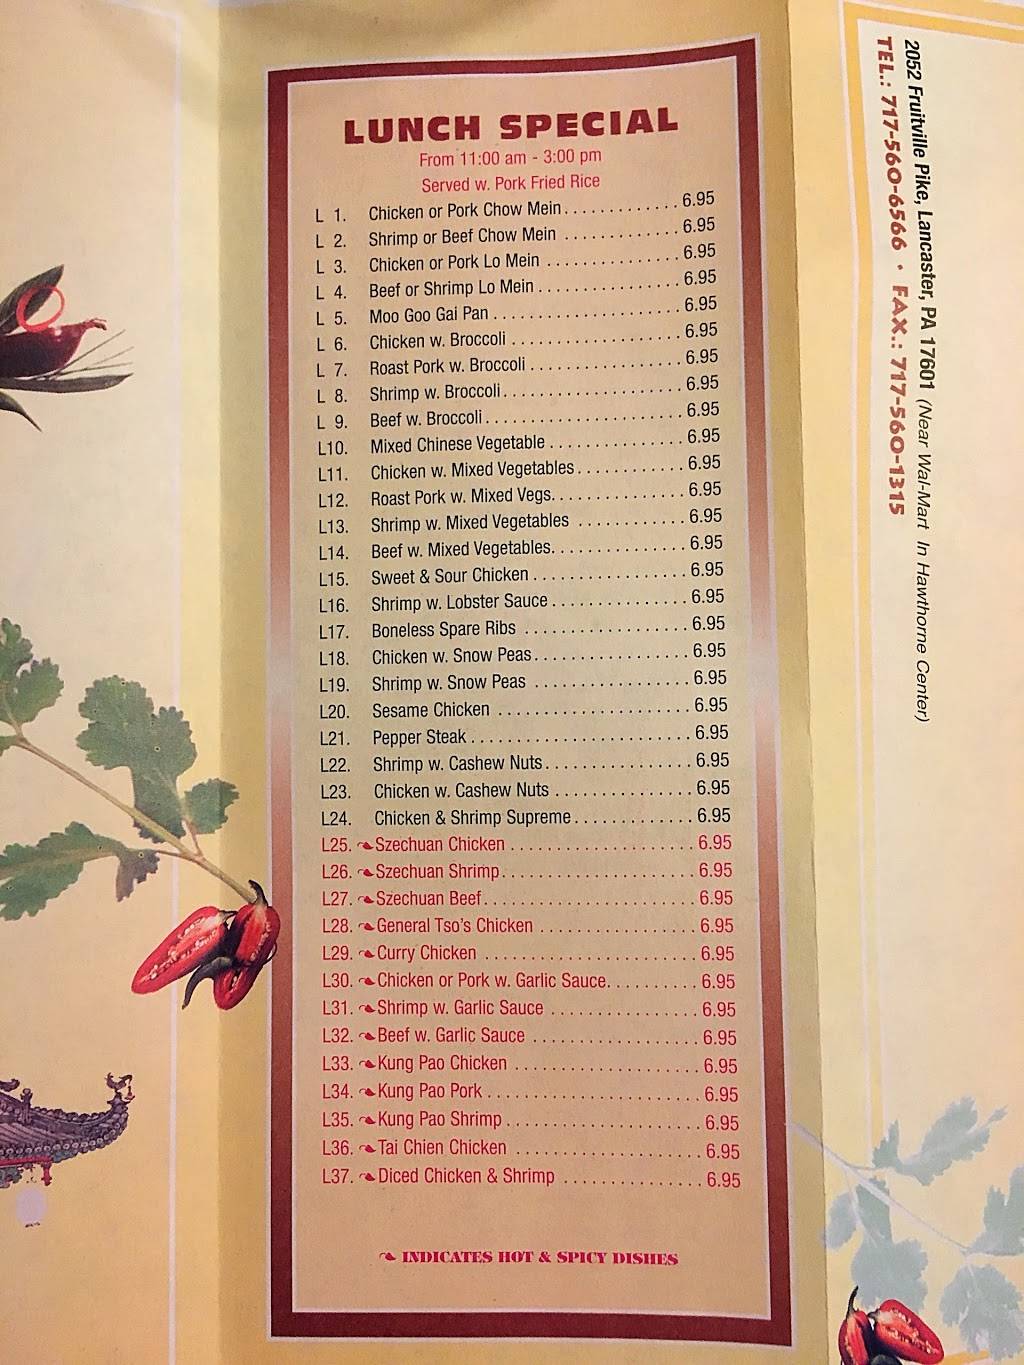 LUNCH SPECIAL
From 11:00 am - 3:00 pm
Served w. Pork Fried Rice
L 1. Chicken or Pork Chow Mein. . . . . . . . . . . . . 6.95
L 2. Shrimp or Beef Chow Mein . . . . . . . . . . . . . 6.95
L 3. Chicken or Pork Lo Mein . . . . . . . . . . . . . . . 6.95
L 4. Beef or Shrimp Lo Mein . . . . . . . . . . . . . . . . 6.95
L 5. Moo Goo Gai Pan . . . . . . . . . . . . . . . . . . . . . 6.95
L 6. Chicken w. Broccoli . . . . . . . . . . . . . . . . . . . 6.95
L 7. Roast Pork w. Broccoli . . . . . . . . . . . . . . . . . 6.95
L 8. Shrimp w. Broccoli. . . . . . . . . . . . . . . . . . . . 6.95
L 9. Beef w. Broccoli. . . . . . . . . . . . . . . . . . . . . . 6.95
L10. Mixed Chinese Vegetable . . . . . . . . . . . . . . . 6.95
L11. Chicken w. Mixed Vegetables. . . . . . . . . . . . 6.95
L12. Roast Pork w. Mixed Vegs. . . . . . . . . . . . . . . 6.95
L13. Shrimp w. Mixed Vegetables . . . . . . . . . . . . 6.95
L14. Beef w. Mixed Vegetables. . . . . . . . . . . . . . . 6.95
L15. Sweet & Sour Chicken . . . . . . . . . . . . . . . . . 6.95
L16. Shrimp w. Lobster Sauce . . . . . . . . . . . . . . . 6.95
L17. Boneless Spare Ribs . . . . . . . . . . . . . . . . . . 6.95
L18. Chicken w. Snow Peas. . . . . . . . . . . . . . . . . 6.95
L19. Shrimp w. Snow Peas . . . . . . . . . . . . . . . . . 6.95
L20. Sesame Chicken . . . . . . . . . . . . . . . . . . . . . 6.95
L21. Pepper Steak . . . . . . . . . . . . . . . . . . . . . . . . 6.95
L22. Shrimp w. Cashew Nuts. . . . . . . . . . . . . . . . 6.95
L23. Chicken w. Cashew Nuts . . . . . . . . . . . . . . . 6.95
L24. Chicken & Shrimp Supreme. . . . . . . . . . . . . 6.95
L25. Szechuan Chicken . . . . . . . . . . . . . . . . . . . . 6.95
L26. Szechuan Shrimp. . . . . . . . . . . . . . . . . . . . . 6.95
L27. Szechuan Beef. . . . . . . . . . . . . . . . . . . . . . . 6.95
L28. General Tso's Chicken . . . . . . . . . . . . . . . . . 6.95
L29. Curry Chicken . . . . . . . . . . . . . . . . . . . . . . . 6.95
L30. Chicken or Pork w. Garlic Sauce. . . . . . . . . . 6.95
L31. Shrimp w. Garlic Sauce . . . . . . . . . . . . . . . . 6.95
L32. Beef w. Garlic Sauce . . . . . . . . . . . . . . . . . . 6.95
L33. Kung Pao Chicken . . . . . . . . . . . . . . . . . . . . 6.95
L34. Kung Pao Pork . . . . . . . . . . . . . . . . . . . . . . . 6.95
L35. Kung Pao Shrimp . . . . . . . . . . . . . . . . . . . . . 6.95
L36. Tai Chien Chicken . . . . . . . . . . . . . . . . . . . . 6.95
L37. Diced Chicken & Shrimp . . . . . . . . . . . . . . . 6.95
INDICATES HOT & SPICY DISHES
2052 Fruitville Pike, Lancaster, PA 17601 (Near Wal-Mart In Hawthorne Center)
TEL.: 717-560-6566 • FAX.: 717-560-1315